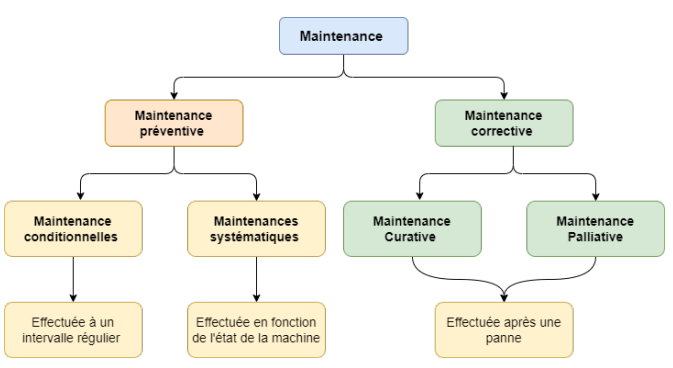 Maintenance
Maintenance
préventive
Maintenance
corrective
Maintenance
conditionnelles
Maintenances
systématiques
Maintenance
Curative
Maintenance
Palliative
Effectuée à un
intervalle régulier
Effectuée en fonction
de l'état de la machine
Effectuée après une
panne